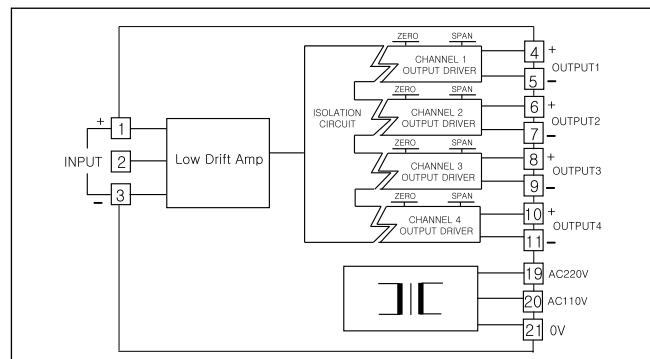 ZERO SPAN
CHANNEL 1
OUTPUT DRIVER
4 +
5 −
OUTPUT1
ZERO SPAN
CHANNEL 2
OUTPUT DRIVER
6 +
7 −
OUTPUT2
ISOLATION
CIRCUIT
ZERO SPAN
CHANNEL 3
OUTPUT DRIVER
8 +
9 −
OUTPUT3
ZERO SPAN
CHANNEL 4
OUTPUT DRIVER
10 +
11 −
OUTPUT4
+ 1
INPUT 2
− 3
Low Drift Amp
19 AC220V
20 AC110V
21 0V